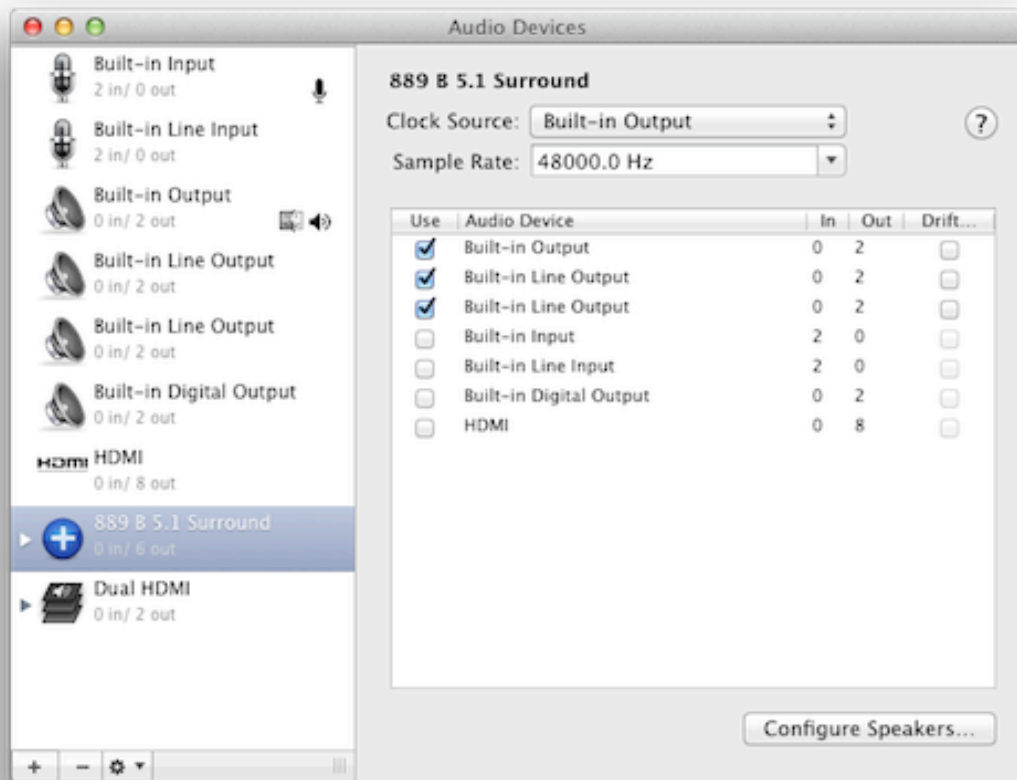 Audio Devices
Built-in Input
2 in/ 0 out
Built-in Line Input
2 in/ 0 out
Built-in Output
0 in/ 2 out
Built-in Line Output
0 in/ 2 out
Built-in Line Output
0 in/ 2 out
Built-in Digital Output
0 in/ 2 out
HDMI HDMI
0 in/ 8 out
889 B 5.1 Surround
0 in/ 6 out
Dual HDMI
0 in/ 2 out
889 B 5.1 Surround
Clock Source: Built-in Output
?
Sample Rate: 48000.0 Hz
Use Audio Device In Out Drift...
Built-in Output 0 2
Built-in Line Output 0 2
Built-in Line Output 0 2
Built-in Input 2 0
Built-in Line Input 2 0
Built-in Digital Output 0 2
HDMI 0 8
Configure Speakers...